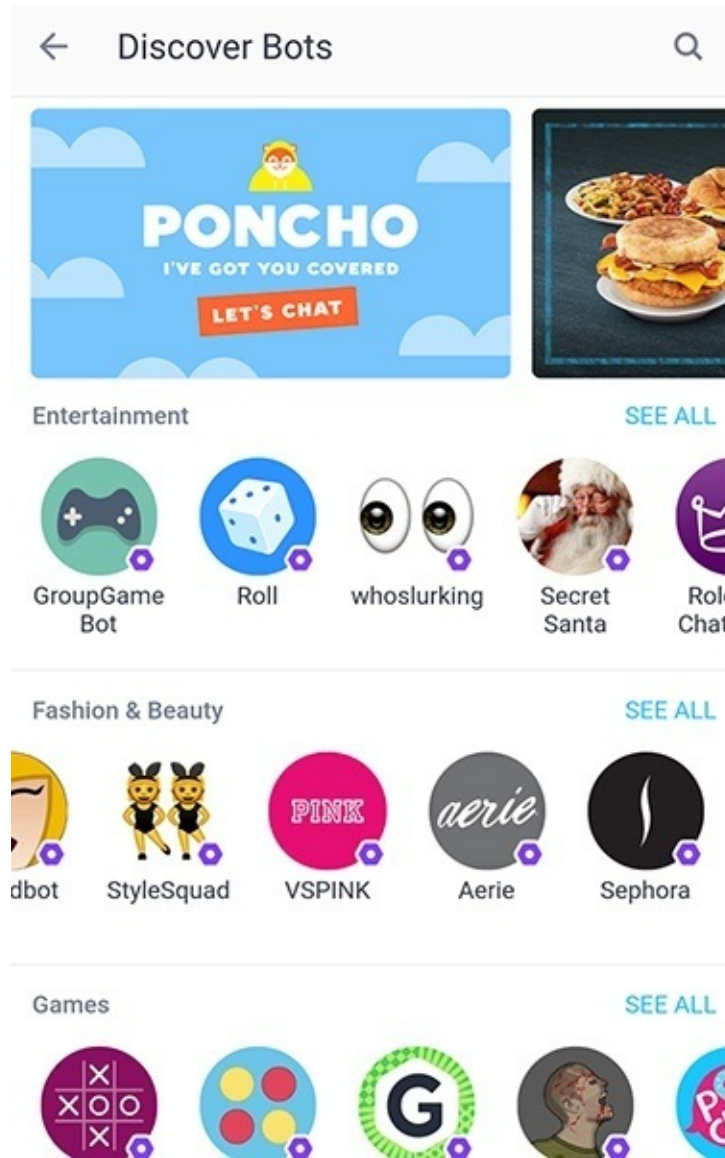 Discover Bots
PONCHO
I'VE GOT YOU COVERED
LET'S CHAT
Entertainment
SEE ALL
GroupGame
Bot
Roll
whoslurking
Secret
Santa
Fashion & Beauty
SEE ALL
PINK
aerie
StyleSquad
VSPINK
Aerie
Sephora
Games
SEE ALL
X
X O O
X
G